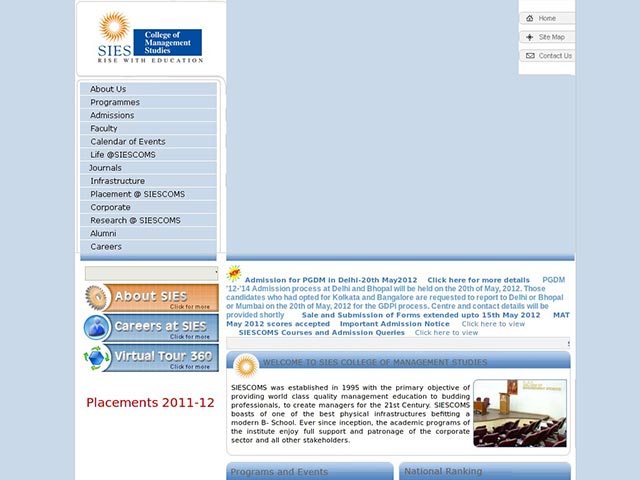 SIES
College of
Management
Studies
RISE WITH EDUCATION
Home
Site Map
Contact Us
About Us
Programmes
Admissions
Faculty
Calendar of Events
Life @SIESCOMS
Journals
Infrastructure
Placement @ SIESCOMS
Corporate
Research @ SIESCOMS
Alumni
Careers
About SIES
Click for more
Careers at SIES
Click for more
Virtual Tour 360
Click for more
Placements 2011-12
Admission for PGDM in Delhi-20th May2012 Click here for more details PGDM
'12-'14 Admission process at Delhi and Bhopal will be held on the 20th of May, 2012. Those
candidates who had opted for Kolkata and Bangalore are requested to report to Delhi or Bhopal
or Mumbai on the 20th of May, 2012 for the GDPI process. Centre and contact details will be
provided shortly Sale and Submission of Forms extended upto 15th May 2012 MAT
May 2012 scores accepted Important Admission Notice Click here to view
SIESCOMS Courses and Admission Queries Click here to view
WELCOME TO SIES COLLEGE OF MANAGEMENT STUDIES
SIESCOMS was established in 1995 with the primary objective of
providing world class quality management education to budding
professionals, to create managers for the 21st Century. SIESCOMS
boasts of one of the best physical infrastructures befitting a
modern B- School. Ever since inception, the academic programs of
the institute enjoy full support and patronage of the corporate
sector and all other stakeholders.
Programs and Events
National Ranking